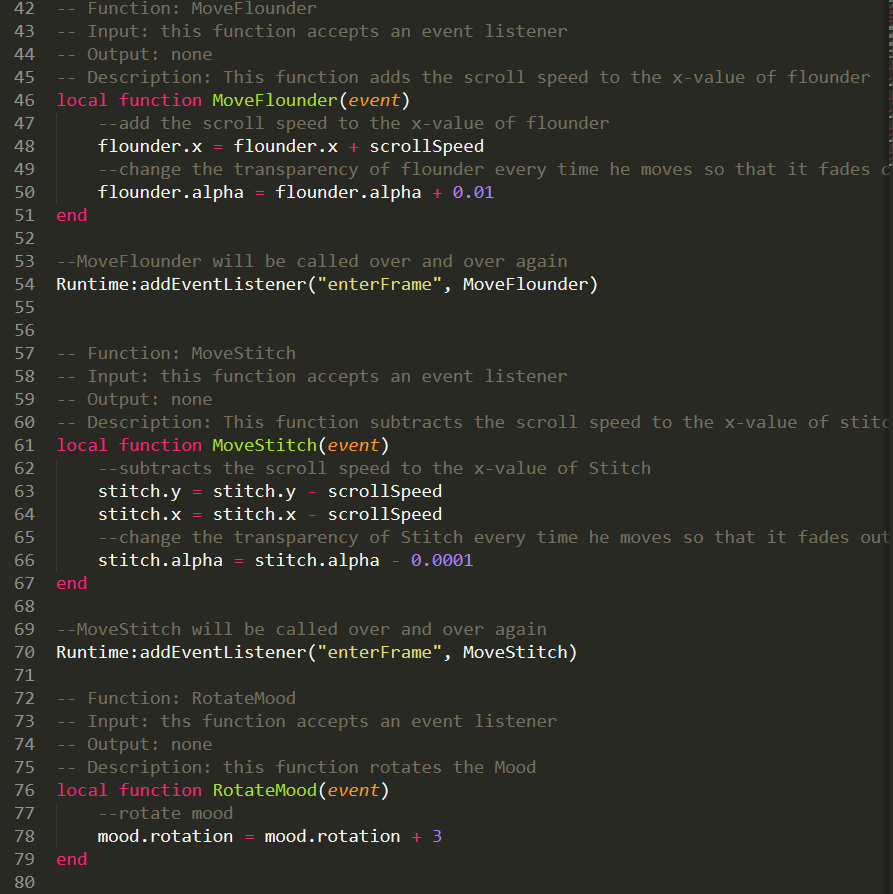 42 -- Function: MoveFlounder
43 -- Input: this function accepts an event listener
44 -- Output: none
45 -- Description: This function adds the scroll speed to the x-value of flounder
46 local function MoveFlounder(event)
47 --add the scroll speed to the x-value of flounder
48 flounder.x = flounder.x + scrollSpeed
49 --change the transparency of flounder every time he moves so that it fades
50 flounder.alpha = flounder.alpha + 0.01
51 end
52
53 --MoveFlounder will be called over and over again
54 Runtime:addEventListener("enterFrame", MoveFlounder)
55
56
57 -- Function: MoveStitch
58 -- Input: this function accepts an event listener
59 -- Output: none
60 -- Description: This function subtracts the scroll speed to the x-value of stitc
61 local function MoveStitch(event)
62 --subtracts the scroll speed to the x-value of Stitch
63 stitch.y = stitch.y - scrollSpeed
64 stitch.x = stitch.x - scrollSpeed
65 --change the transparency of Stitch every time he moves so that it fades out
66 stitch.alpha = stitch.alpha - 0.0001
67 end
68
69 --MoveStitch will be called over and over again
70 Runtime:addEventListener("enterFrame", MoveStitch)
71
72 -- Function: RotateMood
73 -- Input: ths function accepts an event listener
74 -- Output: none
75 -- Description: this function rotates the Mood
76 local function RotateMood(event)
77 --rotate mood
78 mood.rotation = mood.rotation + 3
79 end
80